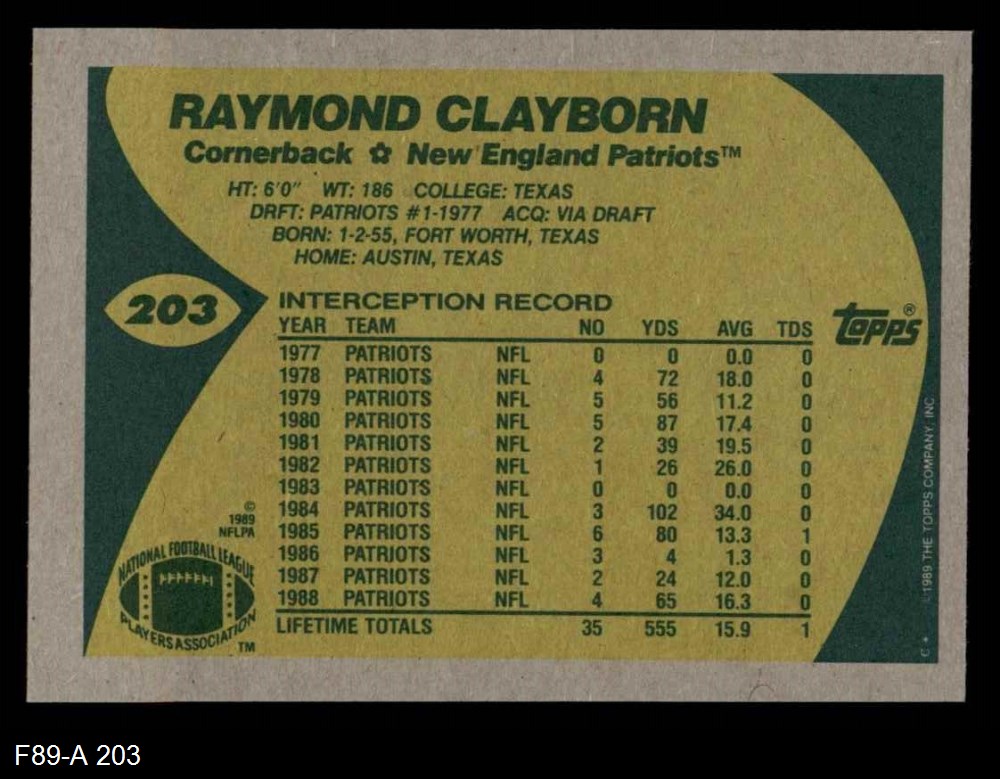 RAYMOND CLAYBORN
Cornerback ✿ New England Patriots™
HT: 6'0" WT: 186 COLLEGE: TEXAS
DRFT: PATRIOTS #1-1977 ACQ: VIA DRAFT
BORN: 1-2-55, FORT WORTH, TEXAS
HOME: AUSTIN, TEXAS
203
INTERCEPTION RECORD
YEAR TEAM NO YDS AVG TDS
1977 PATRIOTS NFL 0 0 0.0 0
1978 PATRIOTS NFL 4 72 18.0 0
1979 PATRIOTS NFL 5 56 11.2 0
1980 PATRIOTS NFL 5 87 17.4 0
1981 PATRIOTS NFL 2 39 19.5 0
1982 PATRIOTS NFL 1 26 26.0 0
1983 PATRIOTS NFL 0 0 0.0 0
1984 PATRIOTS NFL 3 102 34.0 0
1985 PATRIOTS NFL 6 80 13.3 1
1986 PATRIOTS NFL 3 4 1.3 0
1987 PATRIOTS NFL 2 24 12.0 0
1988 PATRIOTS NFL 4 65 16.3 0
LIFETIME TOTALS 35 555 15.9 1
topps®
©1989 THE TOPPS COMPANY, INC
C *
©
1989
NFLPA
NATIONAL FOOTBALL LEAGUE
PLAYERS ASSOCIATION
TM
F89-A 203